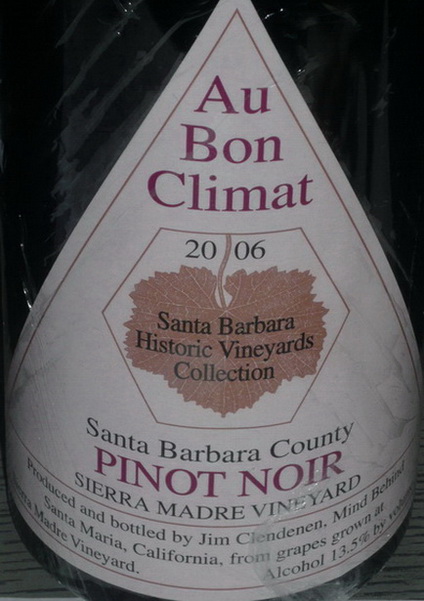 Au
Bon
Climat
2006
Santa Barbara
Historic Vineyards
Collection
Santa Barbara County
PINOT NOIR
SIERRA MADRE VINEYARD
Produced and bottled by Jim Clendenen, Mind Behind
Santa Maria, California, from grapes grown at
Madre Vineyard. Alcohol 13.5% by